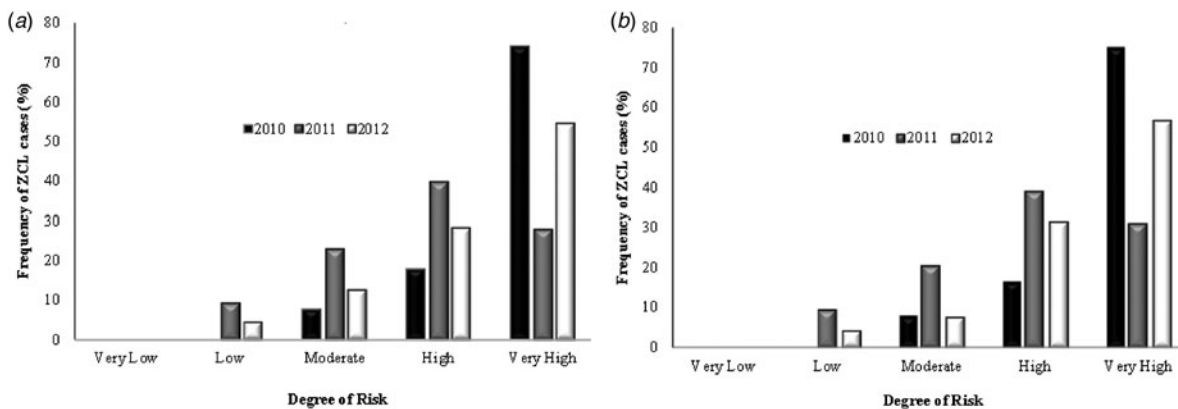 (a)
80
70
60
50
40
30
20
10
0
Frequency of ZCL cases (%)
2010 2011 2012
Very Low Low Moderate High Very High
Degree of Risk
(b)
80
70
60
50
40
30
20
10
0
Frequency of ZCL cases (%)
2010 2011 2012
Very Low Low Moderate High Very High
Degree of Risk